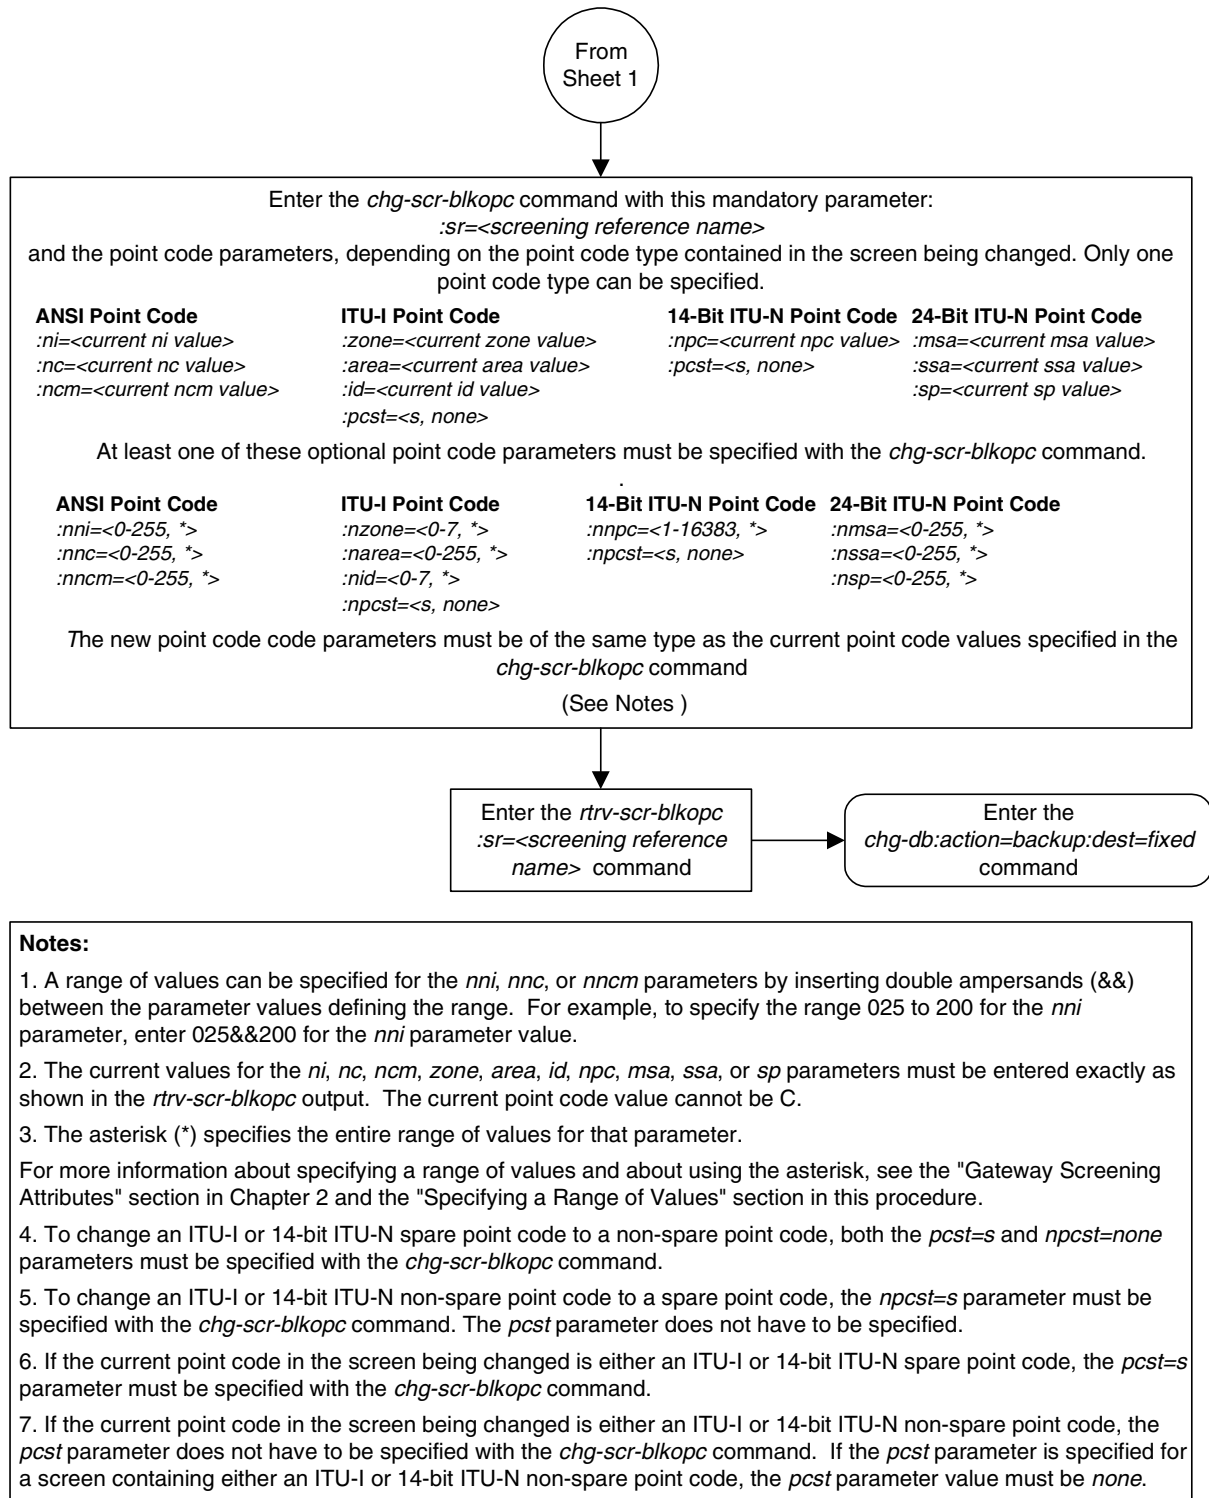 From
Sheet 1
Enter the chg-scr-blkopc command with this mandatory parameter:
:sr=<screening reference name>
and the point code parameters, depending on the point code type contained in the screen being changed. Only one
point code type can be specified.
ANSI Point Code ITU-I Point Code 14-Bit ITU-N Point Code 24-Bit ITU-N Point Code
:ni=<current ni value> :zone=<current zone value> :npc=<current npc value> :msa=<current msa value>
:nc=<current nc value> :area=<current area value> :pcst=<s, none> :ssa=<current ssa value>
:ncm=<current ncm value> :id=<current id value> :sp=<current sp value>
:pcst=<s, none>
At least one of these optional point code parameters must be specified with the chg-scr-blkopc command.
.
ANSI Point Code ITU-I Point Code 14-Bit ITU-N Point Code 24-Bit ITU-N Point Code
:nni=<0-255, *> :nzone=<0-7, *> :nnpc=<1-16383, *> :nmsa=<0-255, *>
:nnc=<0-255, *> :narea=<0-255, *> :npcst=<s, none> :nssa=<0-255, *>
:nncm=<0-255, *> :nid=<0-7, *> :nsp=<0-255, *>
:npcst=<s, none>
The new point code code parameters must be of the same type as the current point code values specified in the
chg-scr-blkopc command
(See Notes )
Enter the rtrv-scr-blkopc
:sr=<screening reference
name> command
Enter the
chg-db:action=backup:dest=fixed
command
Notes:
1. A range of values can be specified for the nni, nnc, or nncm parameters by inserting double ampersands (&&)
between the parameter values defining the range. For example, to specify the range 025 to 200 for the nni
parameter, enter 025&&200 for the nni parameter value.
2. The current values for the ni, nc, ncm, zone, area, id, npc, msa, ssa, or sp parameters must be entered exactly as
shown in the rtrv-scr-blkopc output. The current point code value cannot be C.
3. The asterisk (*) specifies the entire range of values for that parameter.
For more information about specifying a range of values and about using the asterisk, see the "Gateway Screening
Attributes" section in Chapter 2 and the "Specifying a Range of Values" section in this procedure.
4. To change an ITU-I or 14-bit ITU-N spare point code to a non-spare point code, both the pcst=s and npcst=none
parameters must be specified with the chg-scr-blkopc command.
5. To change an ITU-I or 14-bit ITU-N non-spare point code to a spare point code, the npcst=s parameter must be
specified with the chg-scr-blkopc command. The pcst parameter does not have to be specified.
6. If the current point code in the screen being changed is either an ITU-I or 14-bit ITU-N spare point code, the pcst=s
parameter must be specified with the chg-scr-blkopc command.
7. If the current point code in the screen being changed is either an ITU-I or 14-bit ITU-N non-spare point code, the
pcst parameter does not have to be specified with the chg-scr-blkopc command. If the pcst parameter is specified for
a screen containing either an ITU-I or 14-bit ITU-N non-spare point code, the pcst parameter value must be none.